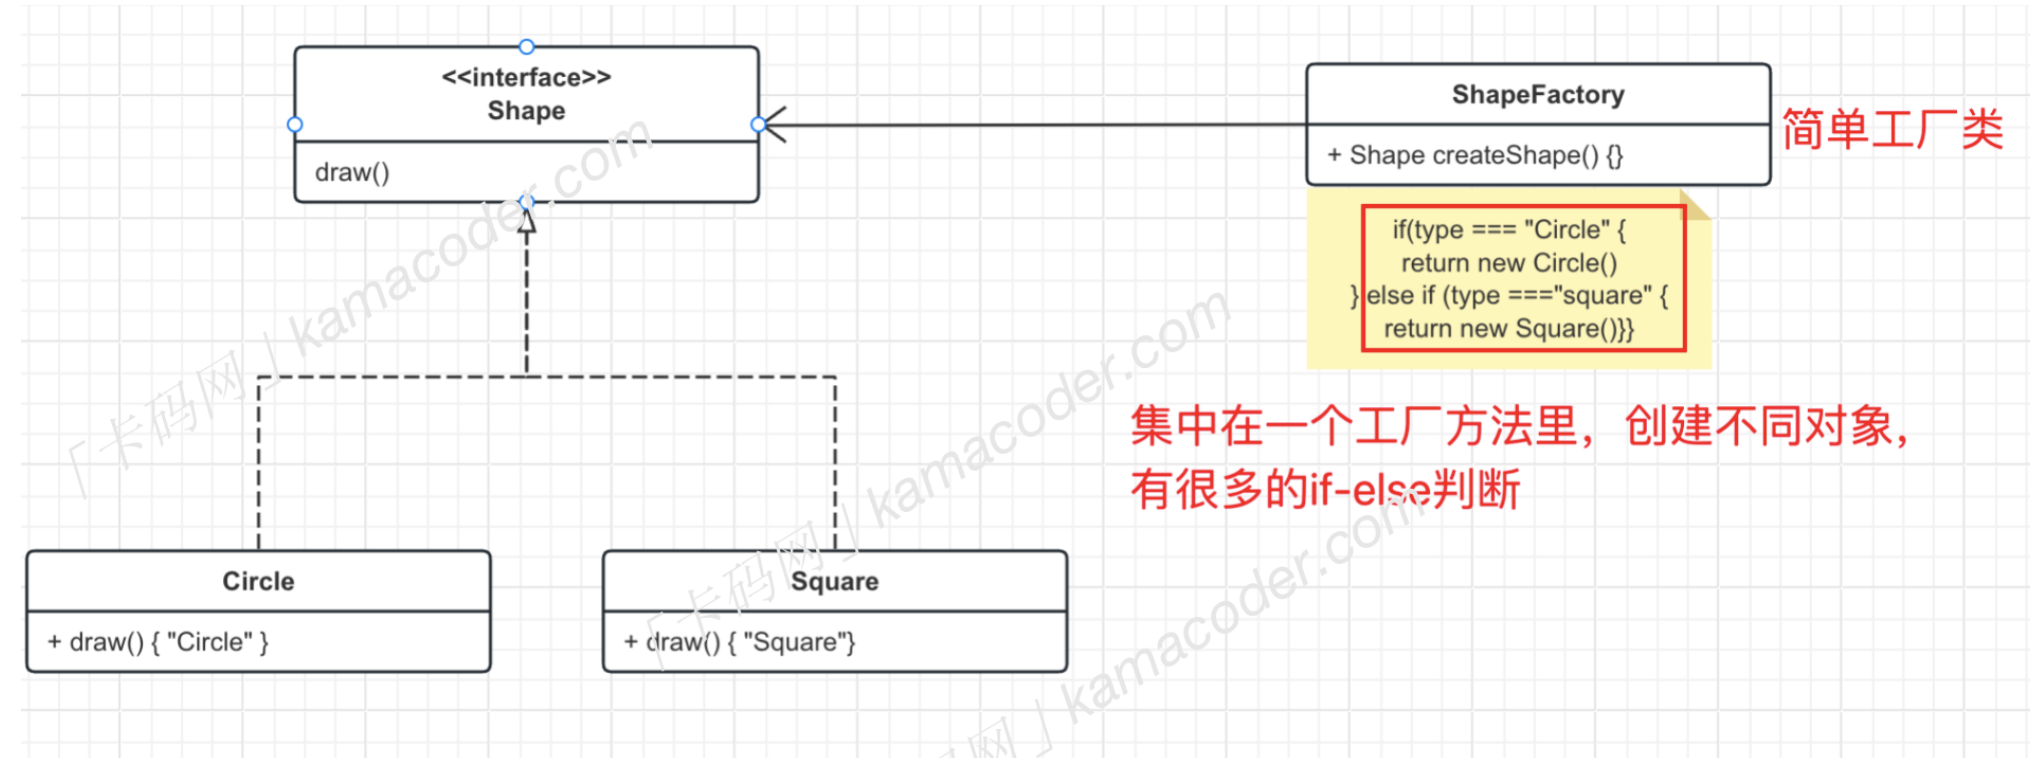 <<interface>>
Shape
draw()
ShapeFactory
+ Shape createShape() {}
简单工厂类
if(type === "Circle" {
return new Circle()
} else if (type ==="square" {
return new Square()}}
集中在一个工厂方法里，创建不同对象，
有很多的if-else判断
Circle
+ draw() { "Circle" }
Square
+ draw() { "Square"}
「卡码网」kamacoder.com
「卡码网」kamacoder.com
码网」kamacoder.com